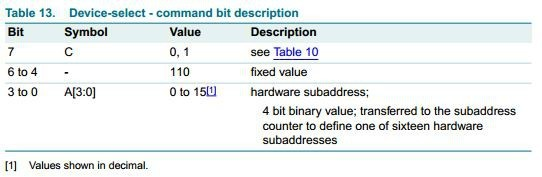 Table 13. Device-select - command bit description
Bit Symbol Value Description
7 C 0, 1 see Table 10
6 to 4 - 110 fixed value
3 to 0 A[3:0] 0 to 15[1] hardware subaddress;
4 bit binary value; transferred to the subaddress
counter to define one of sixteen hardware
subaddresses
[1] Values shown in decimal.